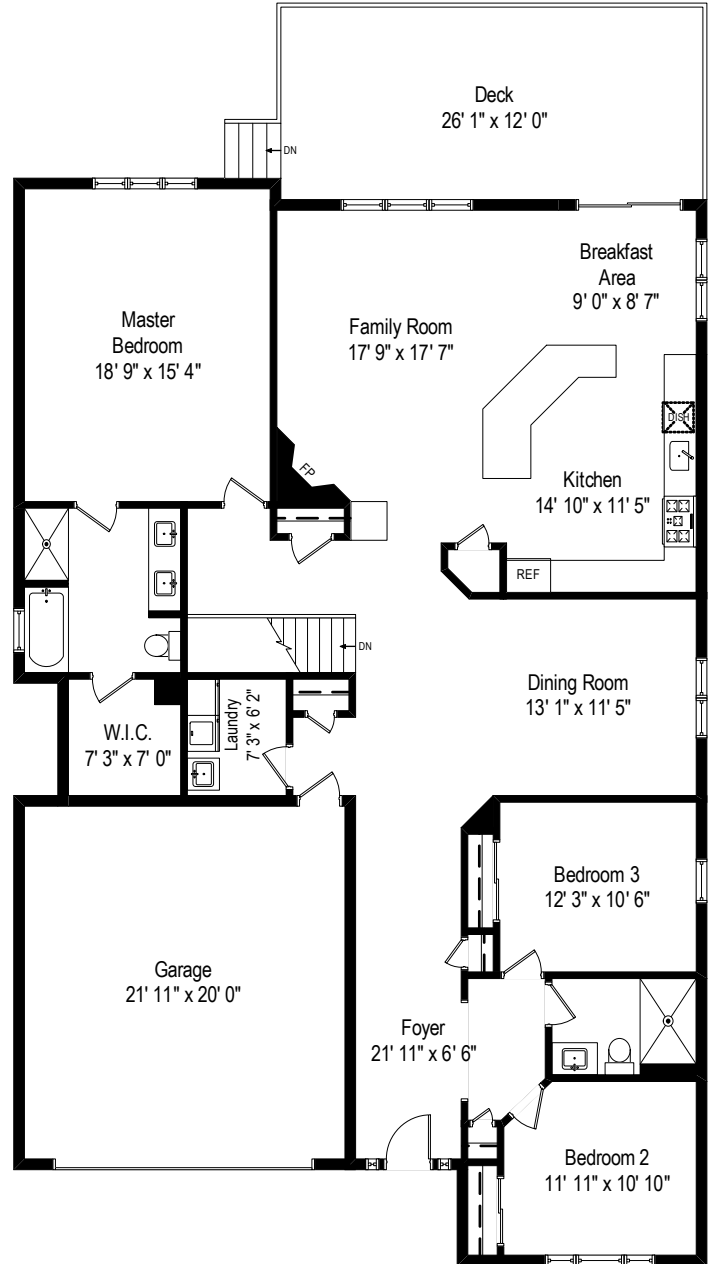 Deck
26' 1" x 12' 0"
DN
Breakfast
Area
9' 0" x 8' 7"
Master
Bedroom
18' 9" x 15' 4"
Family Room
17' 9" x 17' 7"
DISH
FP
Kitchen
14' 10" x 11' 5"
REF
DN
Dining Room
13' 1" x 11' 5"
Laundry
7' 3" x 6' 2"
W.I.C.
7' 3" x 7' 0"
Bedroom 3
12' 3" x 10' 6"
Garage
21' 11" x 20' 0"
Foyer
21' 11" x 6' 6"
Bedroom 2
11' 11" x 10' 10"